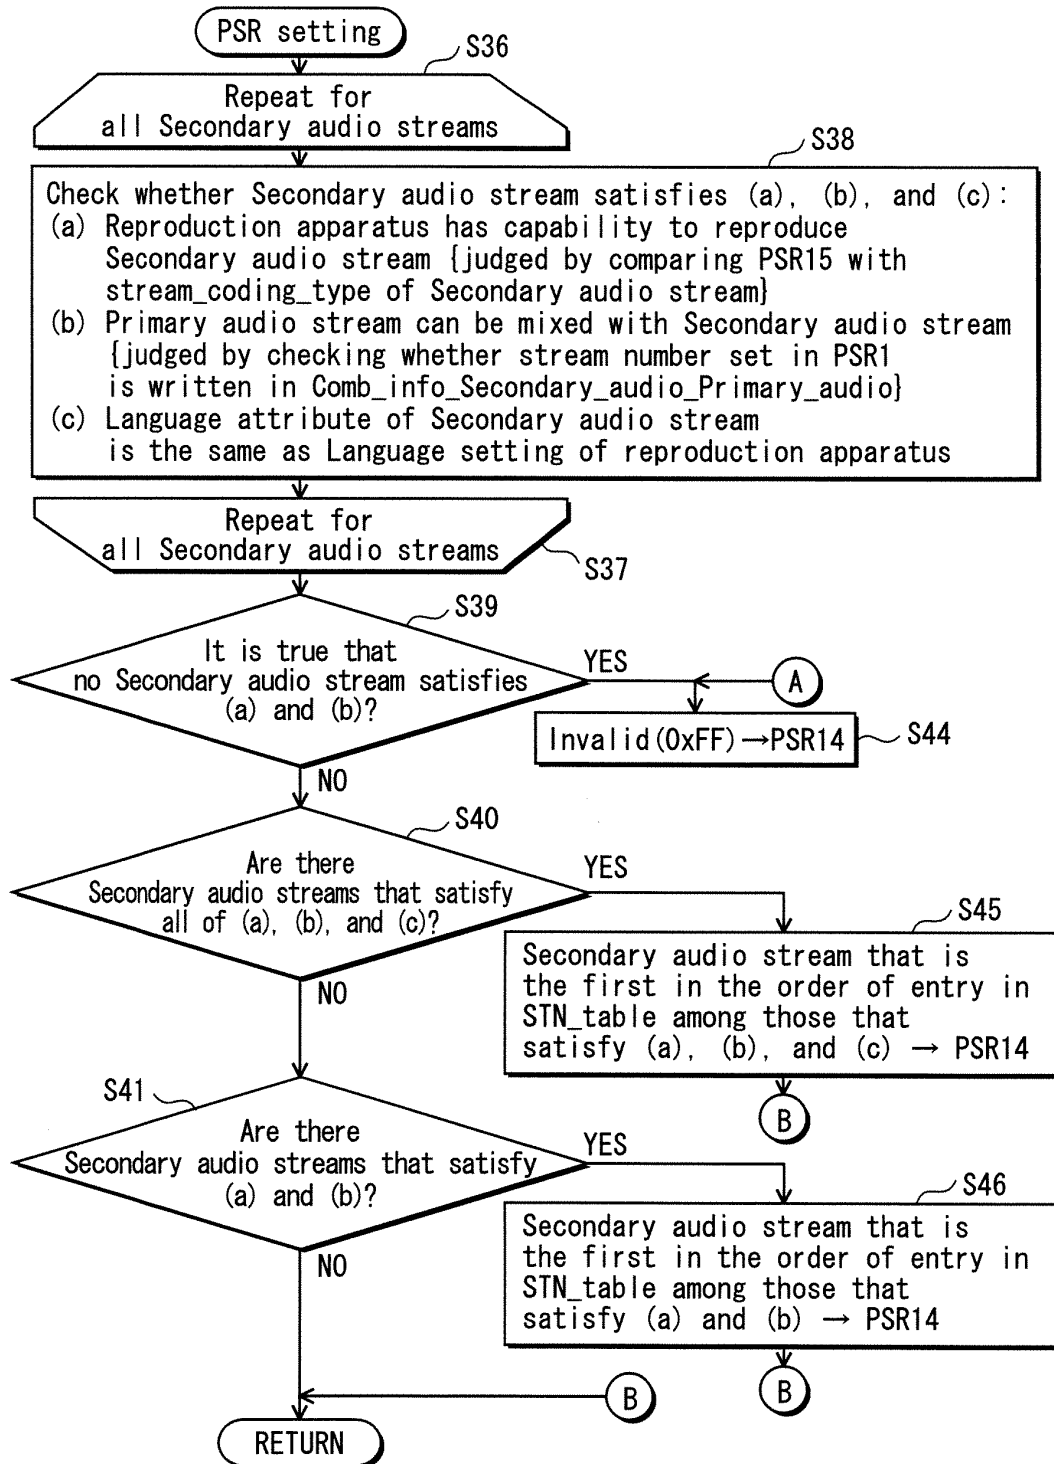 PSR setting
S36
Repeat for
all Secondary audio streams
S38
Check whether Secondary audio stream satisfies (a), (b), and (c):
(a) Reproduction apparatus has capability to reproduce
Secondary audio stream {judged by comparing PSR15 with
stream_coding_type of Secondary audio stream}
(b) Primary audio stream can be mixed with Secondary audio stream
{judged by checking whether stream number set in PSR1
is written in Comb_info_Secondary_audio_Primary_audio}
(c) Language attribute of Secondary audio stream
is the same as Language setting of reproduction apparatus
Repeat for
all Secondary audio streams
S37
S39
It is true that
no Secondary audio stream satisfies
(a) and (b)?
YES
A
Invalid(0xFF)→PSR14
S44
NO
S40
Are there
Secondary audio streams that satisfy
all of (a), (b), and (c)?
YES
S45
Secondary audio stream that is
the first in the order of entry in
STN_table among those that
satisfy (a), (b), and (c) → PSR14
B
NO
S41
Are there
Secondary audio streams that satisfy
(a) and (b)?
YES
S46
Secondary audio stream that is
the first in the order of entry in
STN_table among those that
satisfy (a) and (b) → PSR14
B
NO
B
RETURN